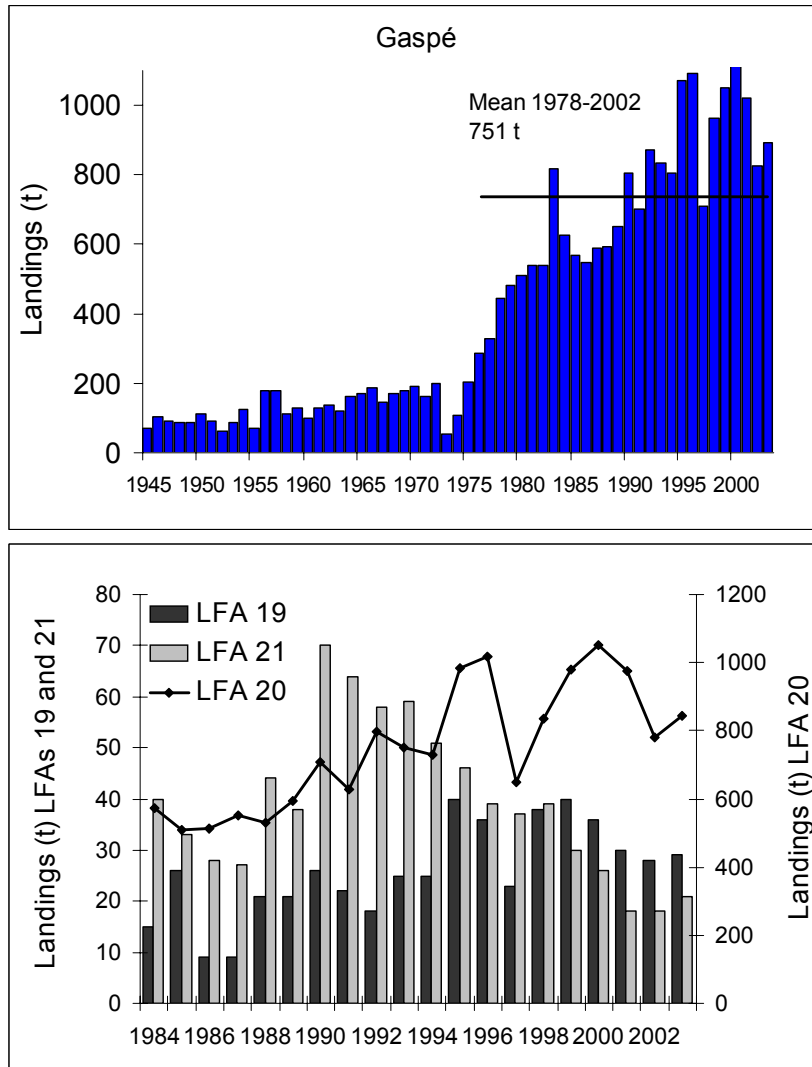 Gaspé
Mean 1978-2002
751 t
Landings (t)
1000
800
600
400
200
0
1945 1950 1955 1960 1965 1970 1975 1980 1985 1990 1995 2000
LFA 19
LFA 21
LFA 20
Landings (t) LFAs 19 and 21
80
70
60
50
40
30
20
10
0
1200
1000
800
600
400
200
0
Landings (t) LFA 20
1984 1986 1988 1990 1992 1994 1996 1998 2000 2002